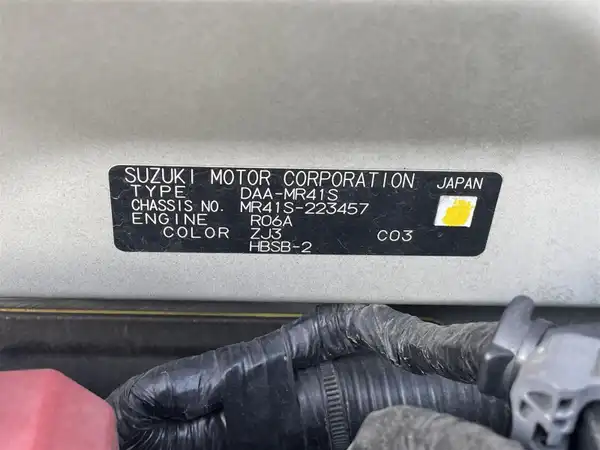 SUZUKI MOTOR CORPORATION JAPAN
TYPE DAA-MR41S
CHASSIS NO. MR41S-223457
ENGINE R06A
COLOR ZJ3 C03
HBSB-2